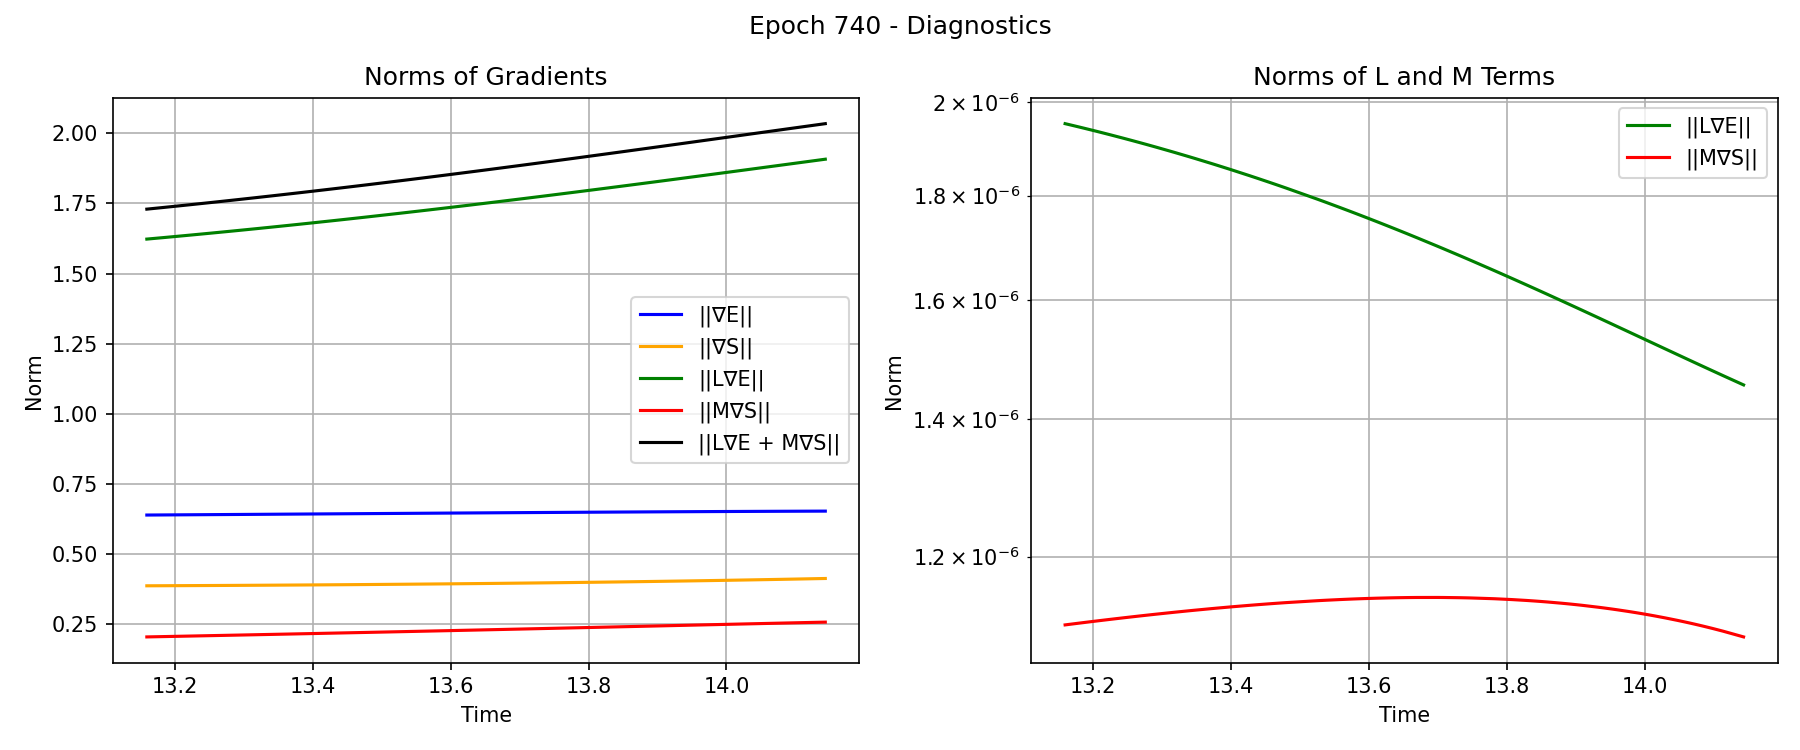 Epoch 740 - Diagnostics
Norms of Gradients
Norm
2.00
1.75
1.50
1.25
1.00
0.75
0.50
0.25
||∇E||
||∇S||
||L∇E||
||M∇S||
||L∇E + M∇S||
13.2 13.4 13.6 13.8 14.0
Time
Norms of L and M Terms
Norm
2 × 10⁻⁶
1.8 × 10⁻⁶
1.6 × 10⁻⁶
1.4 × 10⁻⁶
1.2 × 10⁻⁶
||L∇E||
||M∇S||
13.2 13.4 13.6 13.8 14.0
Time